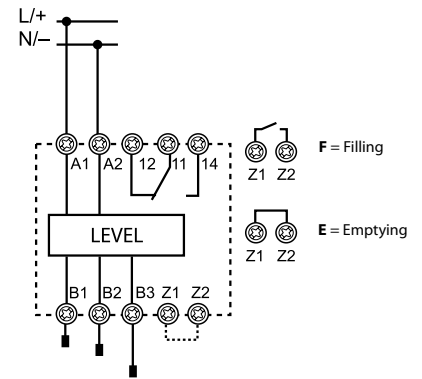 L/+
N/–
A1 A2 12 11 14
LEVEL
B1 B2 B3 Z1 Z2
Z1 Z2
F = Filling
Z1 Z2
E = Emptying